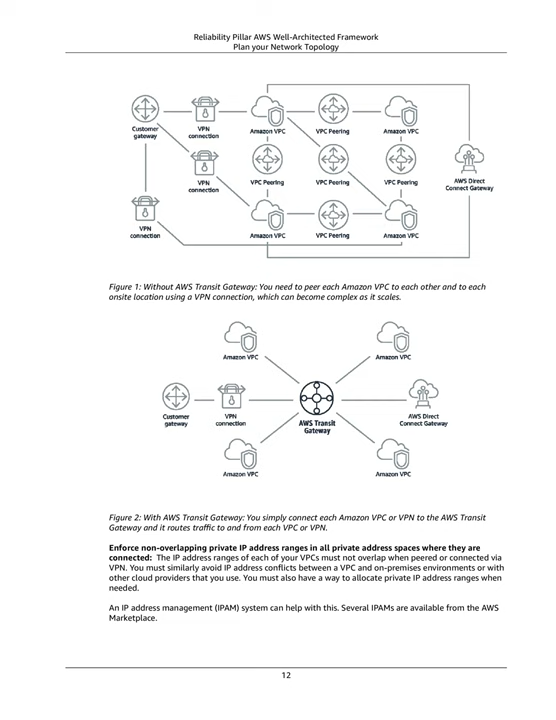 Reliability Pillar AWS Well-Architected Framework
Plan your Network Topology
Customer
gateway
VPN
connection
Amazon VPC
VPC Peering
Amazon VPC
VPN
connection
VPC Peering
VPC Peering
VPC Peering
AWS Direct
Connect Gateway
VPN
connection
Amazon VPC
VPC Peering
Amazon VPC
Figure 1: Without AWS Transit Gateway: You need to peer each Amazon VPC to each other and to each
onsite location using a VPN connection, which can become complex as it scales.
Amazon VPC
Amazon VPC
Customer
gateway
VPN
connection
AWS Transit
Gateway
AWS Direct
Connect Gateway
Amazon VPC
Amazon VPC
Figure 2: With AWS Transit Gateway: You simply connect each Amazon VPC or VPN to the AWS Transit
Gateway and it routes traffic to and from each VPC or VPN.
Enforce non-overlapping private IP address ranges in all private address spaces where they are
connected: The IP address ranges of each of your VPCs must not overlap when peered or connected via
VPN. You must similarly avoid IP address conflicts between a VPC and on-premises environments or with
other cloud providers that you use. You must also have a way to allocate private IP address ranges when
needed.
An IP address management (IPAM) system can help with this. Several IPAMs are available from the AWS
Marketplace.
12